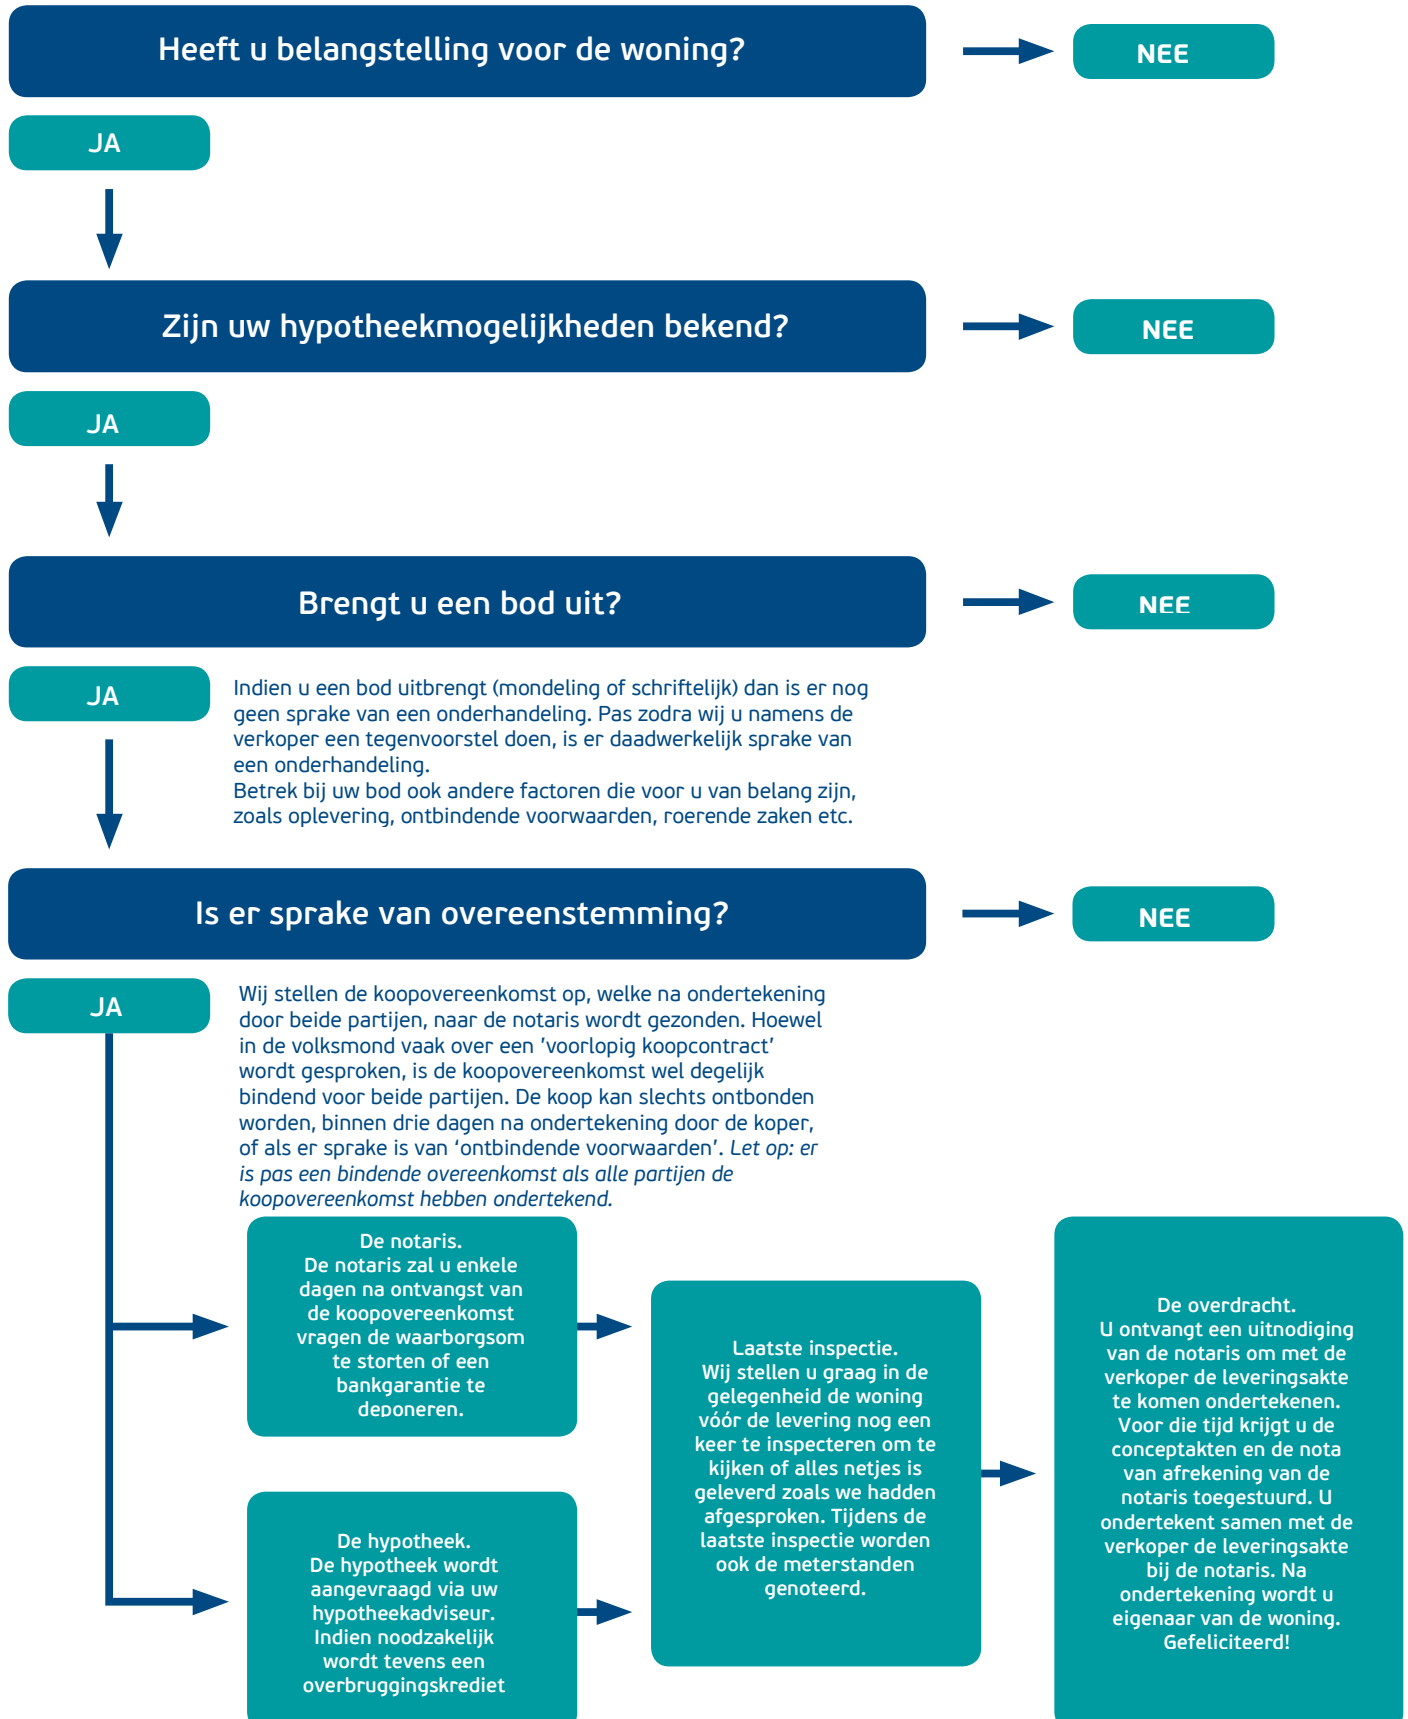 Heeft u belangstelling voor de woning?
NEE
JA
Zijn uw hypotheekmogelijkheden bekend?
NEE
JA
Brengt u een bod uit?
NEE
JA
Indien u een bod uitbrengt (mondeling of schriftelijk) dan is er nog
geen sprake van een onderhandeling. Pas zodra wij u namens de
verkoper een tegenvoorstel doen, is er daadwerkelijk sprake van
een onderhandeling.
Betrek bij uw bod ook andere factoren die voor u van belang zijn,
zoals oplevering, ontbindende voorwaarden, roerende zaken etc.
Is er sprake van overeenstemming?
NEE
JA
Wij stellen de koopovereenkomst op, welke na ondertekening
door beide partijen, naar de notaris wordt gezonden. Hoewel
in de volksmond vaak over een ’voorlopig koopcontract’
wordt gesproken, is de koopovereenkomst wel degelijk
bindend voor beide partijen. De koop kan slechts ontbonden
worden, binnen drie dagen na ondertekening door de koper,
of als er sprake is van ‘ontbindende voorwaarden’. Let op: er
is pas een bindende overeenkomst als alle partijen de
koopovereenkomst hebben ondertekend.
De notaris.
De notaris zal u enkele
dagen na ontvangst van
de koopovereenkomst
vragen de waarborgsom
te storten of een
bankgarantie te
deponeren.
De hypotheek.
De hypotheek wordt
aangevraagd via uw
hypotheekadviseur.
Indien noodzakelijk
wordt tevens een
overbruggingskrediet
Laatste inspectie.
Wij stellen u graag in de
gelegenheid de woning
vóór de levering nog een
keer te inspecteren om te
kijken of alles netjes is
geleverd zoals we hadden
afgesproken. Tijdens de
laatste inspectie worden
ook de meterstanden
genoteerd.
De overdracht.
U ontvangt een uitnodiging
van de notaris om met de
verkoper de leveringsakte
te komen ondertekenen.
Voor die tijd krijgt u de
conceptakten en de nota
van afrekening van de
notaris toegestuurd. U
ondertekent samen met de
verkoper de leveringsakte
bij de notaris. Na
ondertekening wordt u
eigenaar van de woning.
Gefeliciteerd!